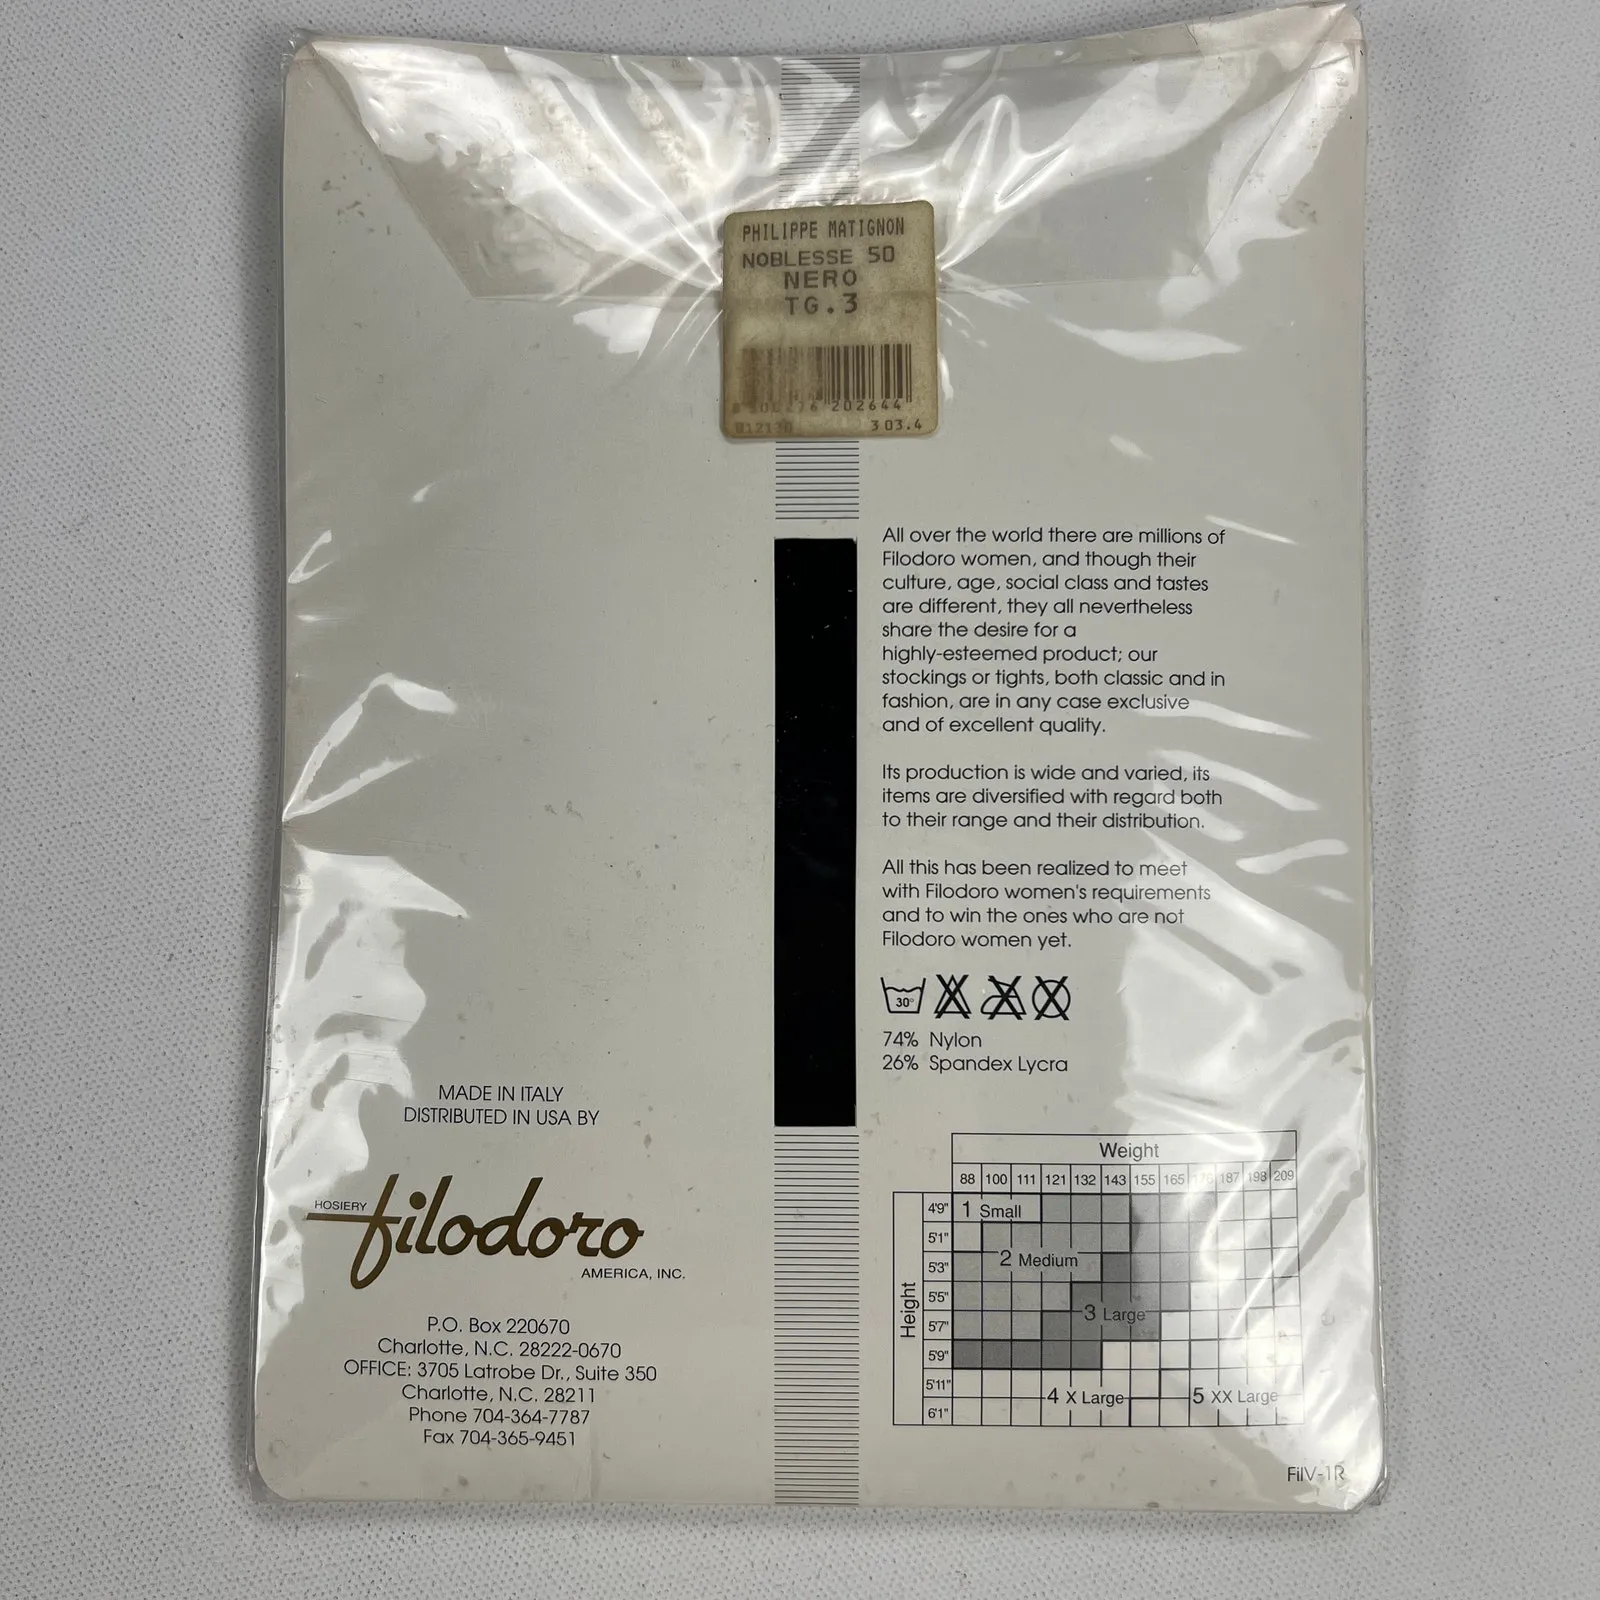 PHILIPPE MATIGNON
NOBLESSE 50
NERO
TG.3
202644
303.4
All over the world there are millions of
Filodoro women, and though their
culture, age, social class and tastes
are different, they all nevertheless
share the desire for a
highly-esteemed product; our
stockings or tights, both classic and in
fashion, are in any case exclusive
and of excellent quality.
Its production is wide and varied, its
items are diversified with regard both
to their range and their distribution.
All this has been realized to meet
with Filodoro women's requirements
and to win the ones who are not
Filodoro women yet.
30°
74% Nylon
26% Spandex Lycra
MADE IN ITALY
DISTRIBUTED IN USA BY
HOSIERY
filodoro
AMERICA, INC.
P.O. Box 220670
Charlotte, N.C. 28222-0670
OFFICE: 3705 Latrobe Dr., Suite 350
Charlotte, N.C. 28211
Phone 704-364-7787
Fax 704-365-9451
Weight
88 100 111 121 132 143 155 165 176 187 198 209
Height
4'9" 1 Small
5'1"
5'3" 2 Medium
5'5"
5'7" 3 Large
5'9"
5'11" 4 X Large 5 XX Large
6'1"
FilV-1R